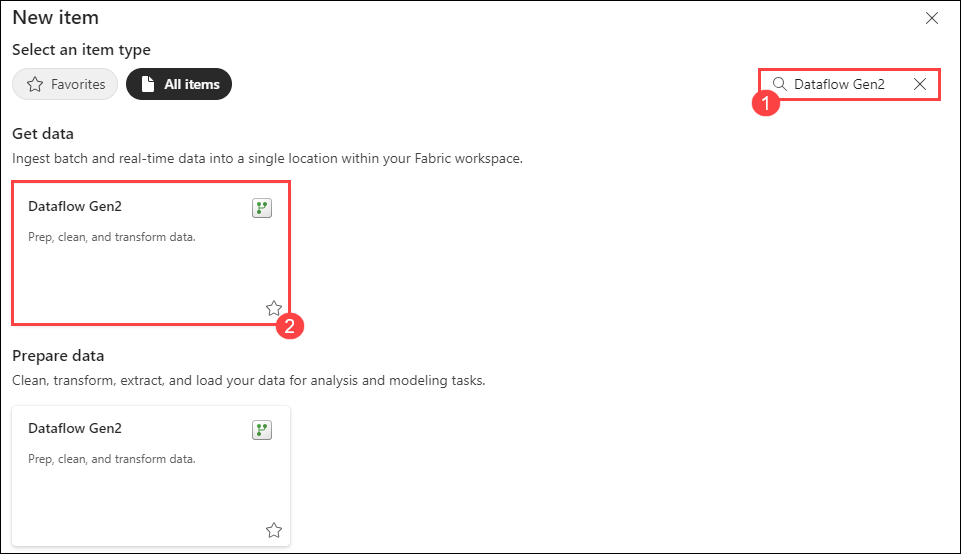 New item
Select an item type
Favorites
All items
Dataflow Gen2
1
Get data
Ingest batch and real-time data into a single location within your Fabric workspace.
Dataflow Gen2
Prep, clean, and transform data.
2
Prepare data
Clean, transform, extract, and load your data for analysis and modeling tasks.
Dataflow Gen2
Prep, clean, and transform data.